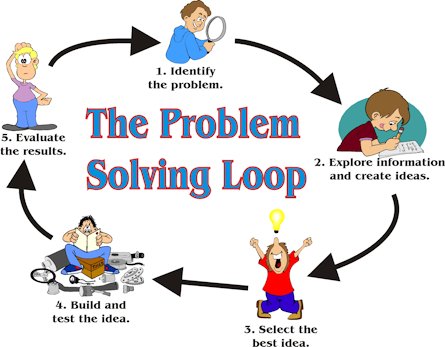 The Problem
Solving Loop
1. Identify
the problem.
2. Explore information
and create ideas.
3. Select the
best idea.
4. Build and
test the idea.
5. Evaluate
the results.